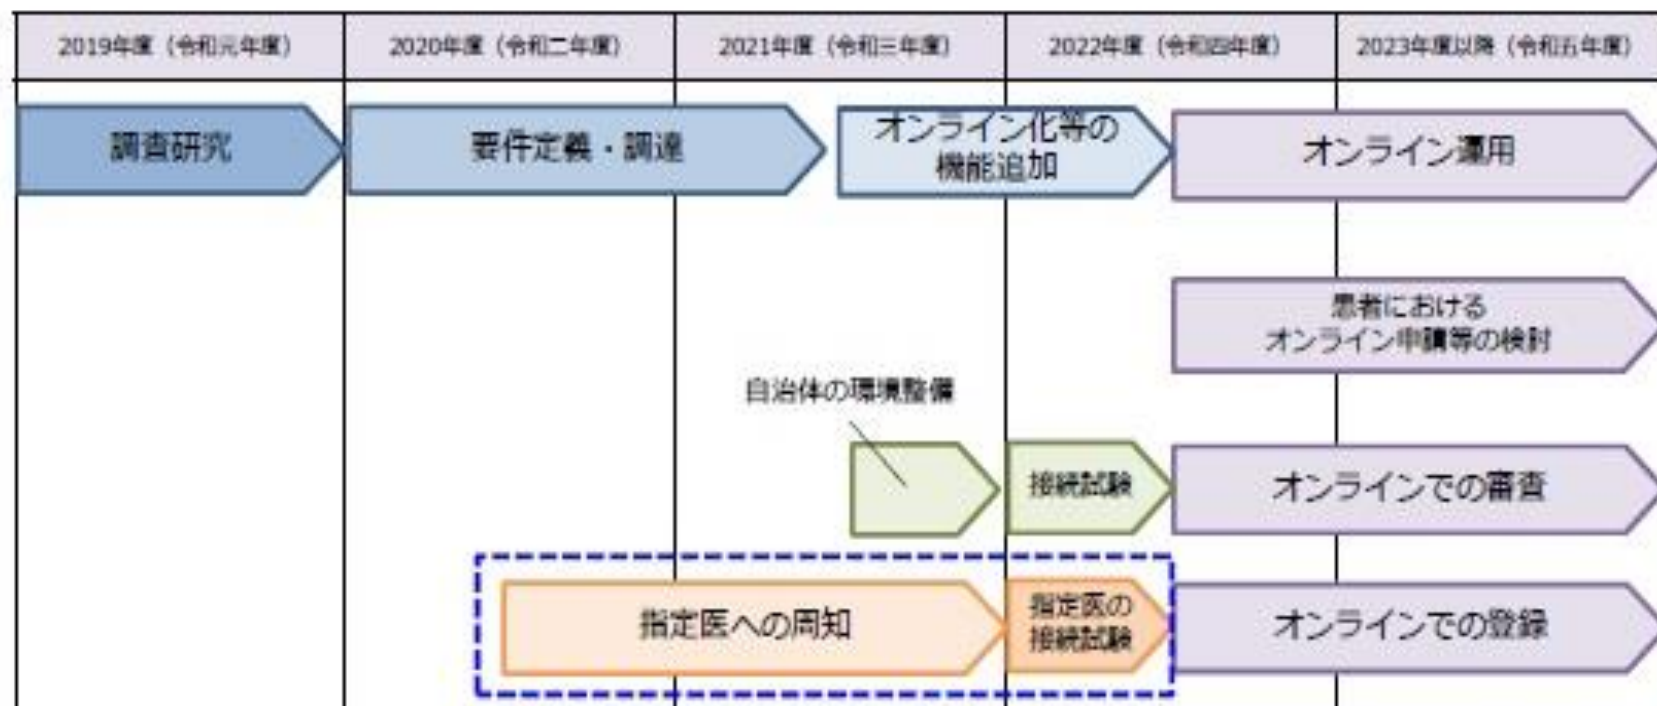 2019年度（令和元年度）
2020年度（令和二年度）
2021年度（令和三年度）
2022年度（令和四年度）
2023年度以降（令和五年度）
調査研究
要件定義・調達
オンライン化等の
機能追加
オンライン運用
患者における
オンライン申請等の検討
自治体の環境整備
接続試験
オンラインでの審査
指定医への周知
指定医の
接続試験
オンラインでの登録